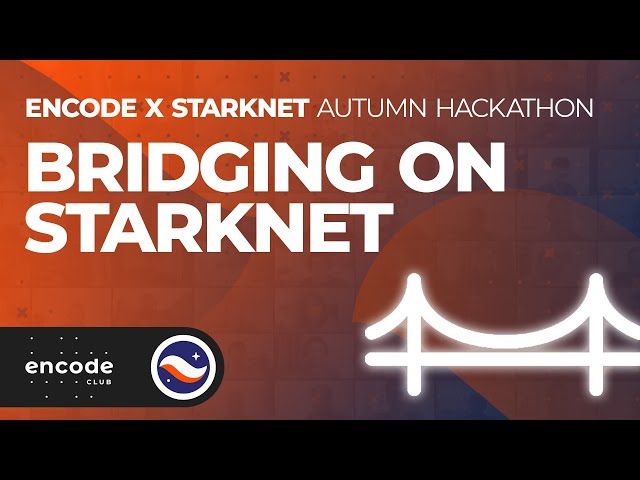 ENCODE X STARKNET AUTUMN HACKATHON
BRIDGING ON
STARKNET
encode
CLUB